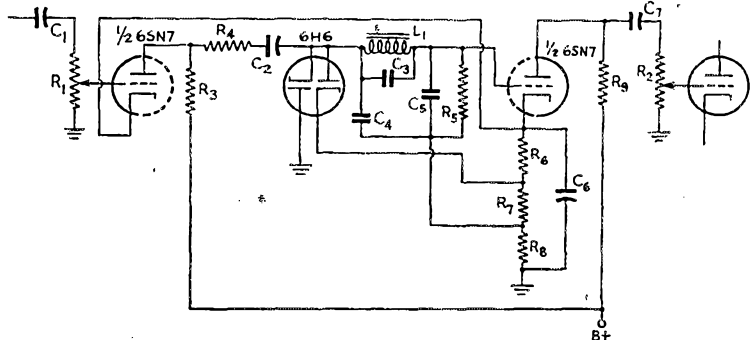 C1
R1
½ 6SN7
R4
C2
R3
6H6
L1
C3
C4
C5
R5
½ 6SN7
R6
R7
R8
C6
R9
C7
R2
B+